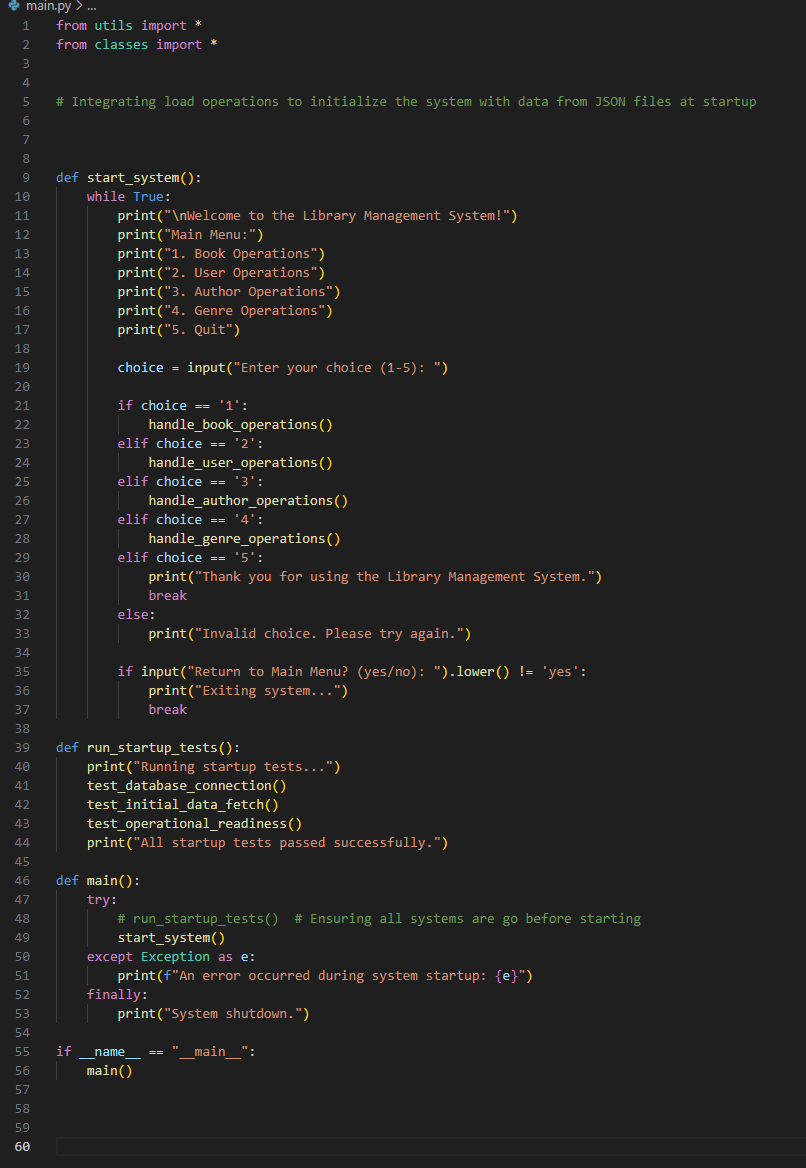 main.py > ...
1 from utils import *
2 from classes import *
3
4
5 # Integrating load operations to initialize the system with data from JSON files at startup
6
7
8
9 def start_system():
10     while True:
11         print("\nWelcome to the Library Management System!")
12         print("Main Menu:")
13         print("1. Book Operations")
14         print("2. User Operations")
15         print("3. Author Operations")
16         print("4. Genre Operations")
17         print("5. Quit")
18
19         choice = input("Enter your choice (1-5): ")
20
21         if choice == '1':
22             handle_book_operations()
23         elif choice == '2':
24             handle_user_operations()
25         elif choice == '3':
26             handle_author_operations()
27         elif choice == '4':
28             handle_genre_operations()
29         elif choice == '5':
30             print("Thank you for using the Library Management System.")
31             break
32         else:
33             print("Invalid choice. Please try again.")
34
35         if input("Return to Main Menu? (yes/no): ").lower() != 'yes':
36             print("Exiting system...")
37             break
38
39 def run_startup_tests():
40     print("Running startup tests...")
41     test_database_connection()
42     test_initial_data_fetch()
43     test_operational_readiness()
44     print("All startup tests passed successfully.")
45
46 def main():
47     try:
48         # run_startup_tests()  # Ensuring all systems are go before starting
49         start_system()
50     except Exception as e:
51         print(f"An error occurred during system startup: {e}")
52     finally:
53         print("System shutdown.")
54
55 if __name__ == "__main__":
56     main()
57
58
59
60